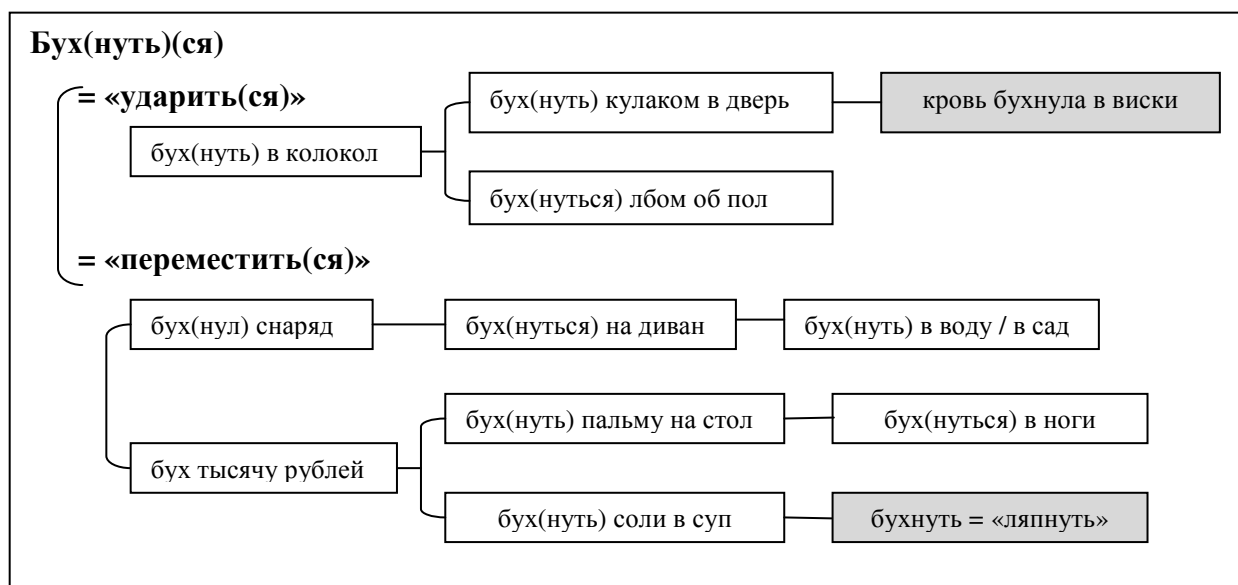 Бух(нуть)(ся)
= «ударить(ся)»
бух(нуть) кулаком в дверь
кровь бухнула в виски
бух(нуть) в колокол
бух(нуться) лбом об пол
= «переместить(ся)»
бух(нул) снаряд
бух(нуться) на диван
бух(нуть) в воду / в сад
бух(нуть) пальму на стол
бух(нуться) в ноги
бух тысячу рублей
бух(нуть) соли в суп
бухнуть = «ляпнуть»